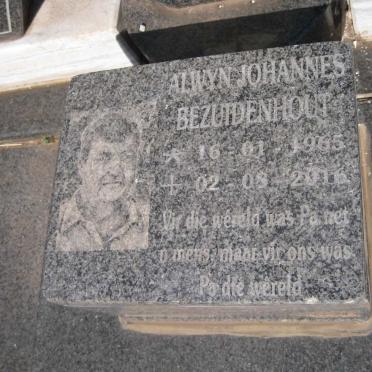 ALWYN JOHANNES
BEZUIDENHOUT
16 - 01 - 1965
+ 02 - 08 - 2016
Vir die wêreld was Pa net
'n mens, maar vir ons was
Pa die wêreld